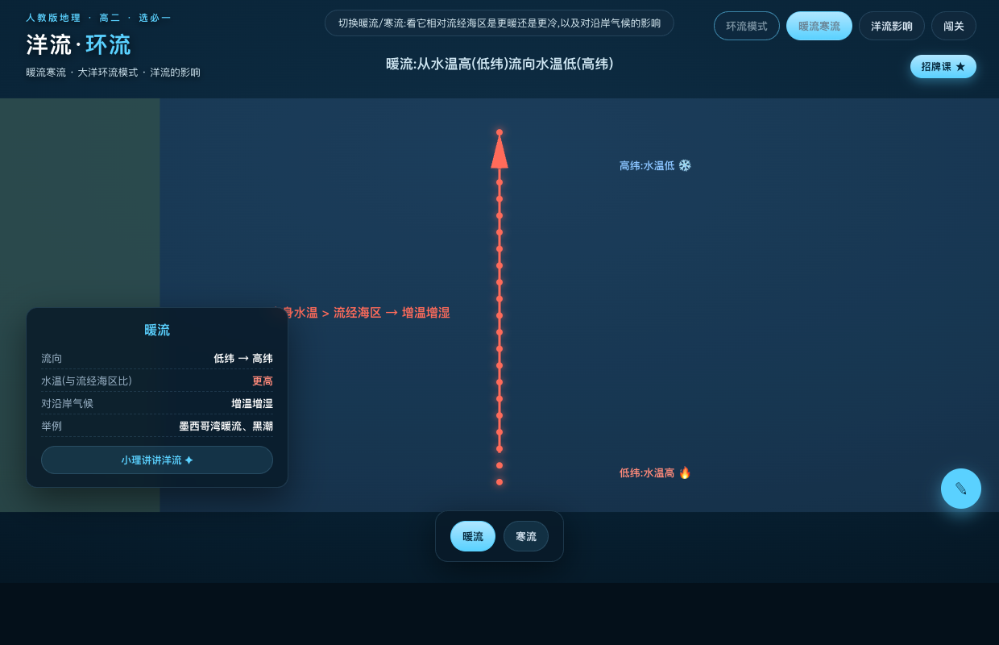 人教版地理 · 高二 · 选必一
洋流·环流
暖流寒流 · 大洋环流模式 · 洋流的影响
切换暖流/寒流:看它相对流经海区是更暖还是更冷,以及对沿岸气候的影响
暖流:从水温高(低纬)流向水温低(高纬)
环流模式
暖流寒流
洋流影响
闯关
招牌课 ★
高纬:水温低 ❄️
身水温 > 流经海区 → 增温增湿
暖流
流向 低纬 → 高纬
水温(与流经海区比) 更高
对沿岸气候 增温增湿
举例 墨西哥湾暖流、黑潮
小理讲讲洋流 ✦
低纬:水温高 🔥
暖流
寒流